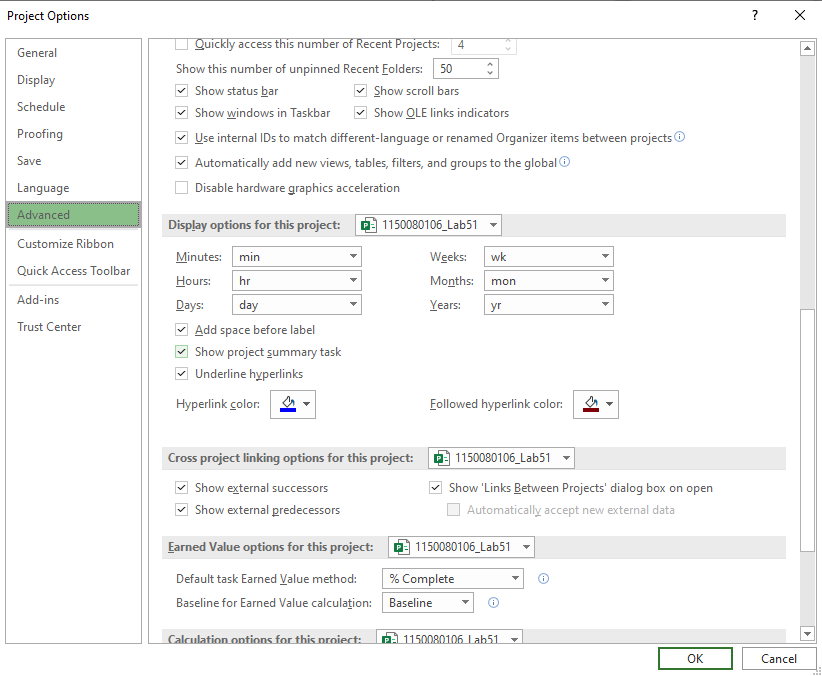 Project Options
?
General
Display
Schedule
Proofing
Save
Language
Advanced
Customize Ribbon
Quick Access Toolbar
Add-ins
Trust Center
Quickly access this number of Recent Projects: 4
Show this number of unpinned Recent Folders: 50
Show status bar Show scroll bars
Show windows in Taskbar Show OLE links indicators
Use internal IDs to match different-language or renamed Organizer items between projects
Automatically add new views, tables, filters, and groups to the global
Disable hardware graphics acceleration
Display options for this project: 1150080106_Lab51
Minutes: min Weeks: wk
Hours: hr Months: mon
Days: day Years: yr
Add space before label
Show project summary task
Underline hyperlinks
Hyperlink color: Followed hyperlink color:
Cross project linking options for this project: 1150080106_Lab51
Show external successors Show 'Links Between Projects' dialog box on open
Show external predecessors Automatically accept new external data
Earned Value options for this project: 1150080106_Lab51
Default task Earned Value method: % Complete
Baseline for Earned Value calculation: Baseline
Calculation options for this project: 1150080106_Lab51
OK Cancel